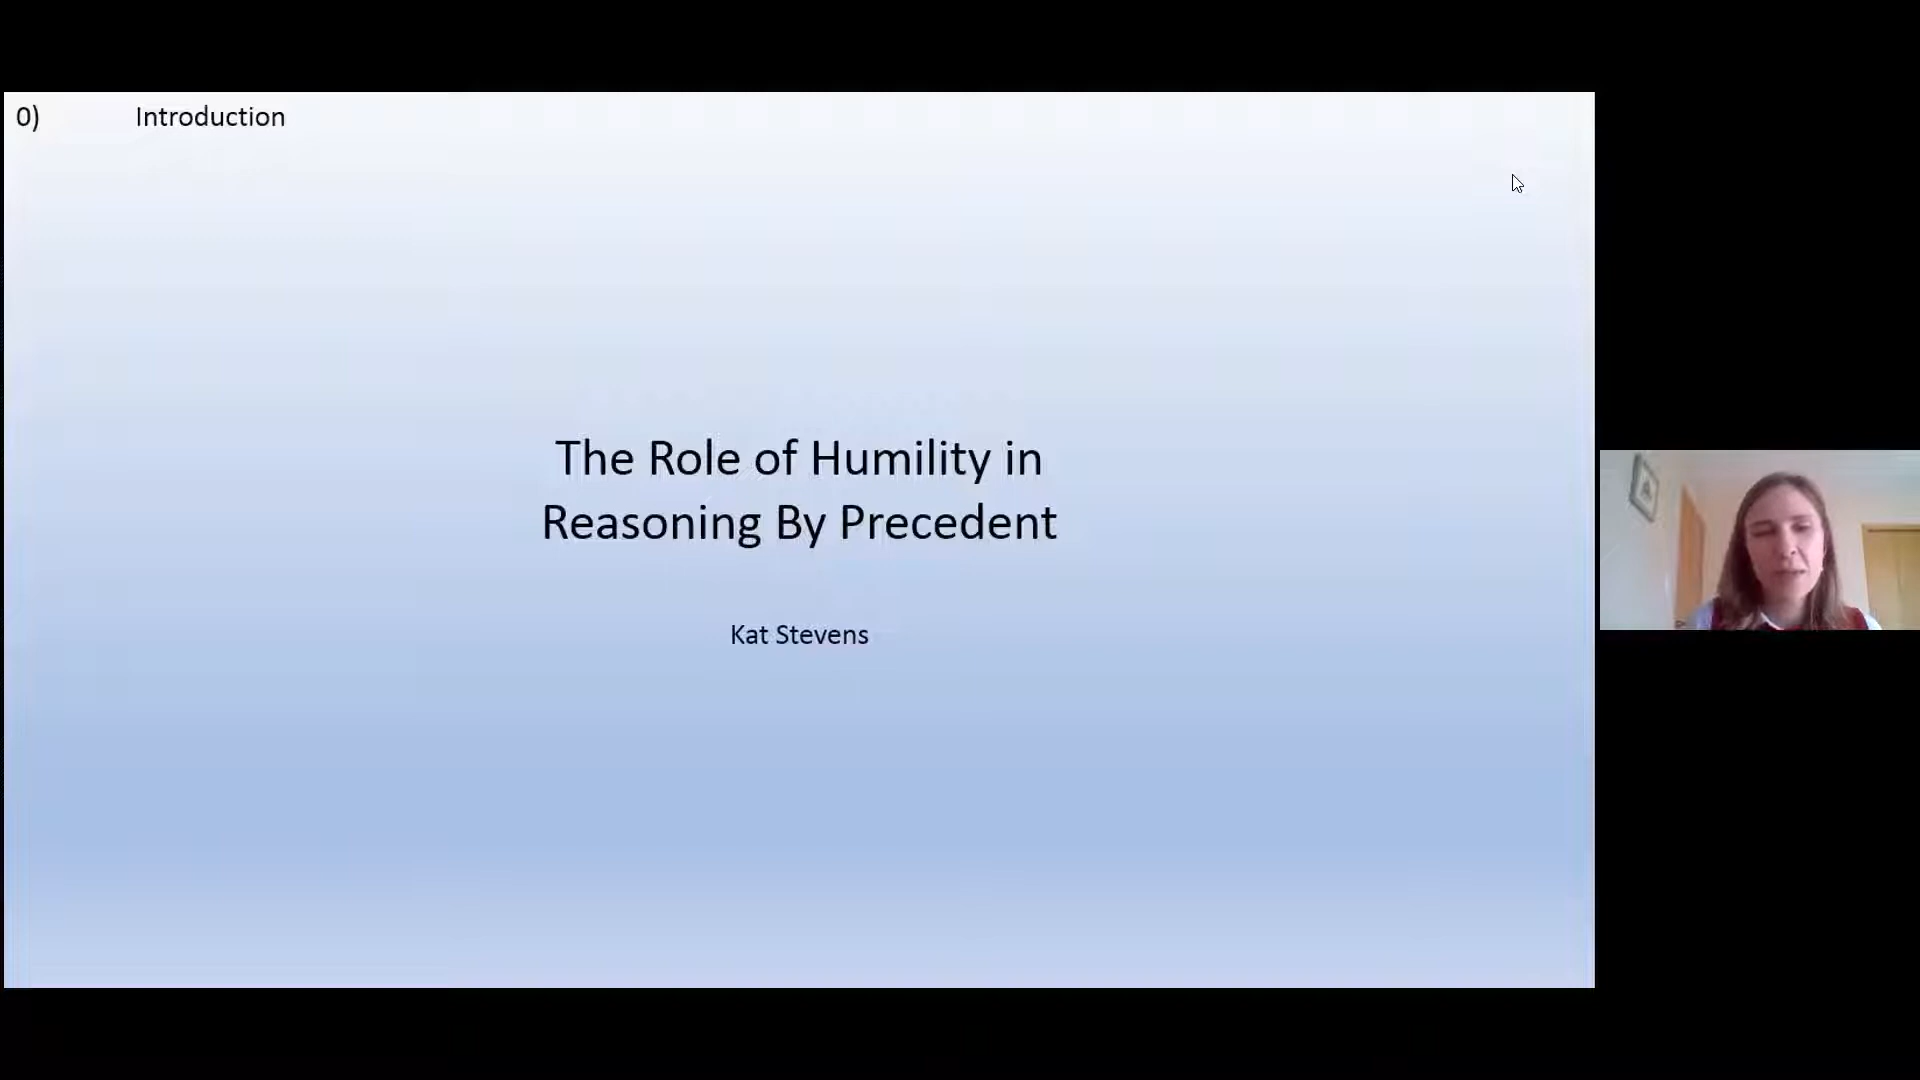 0) Introduction
The Role of Humility in
Reasoning By Precedent
Kat Stevens